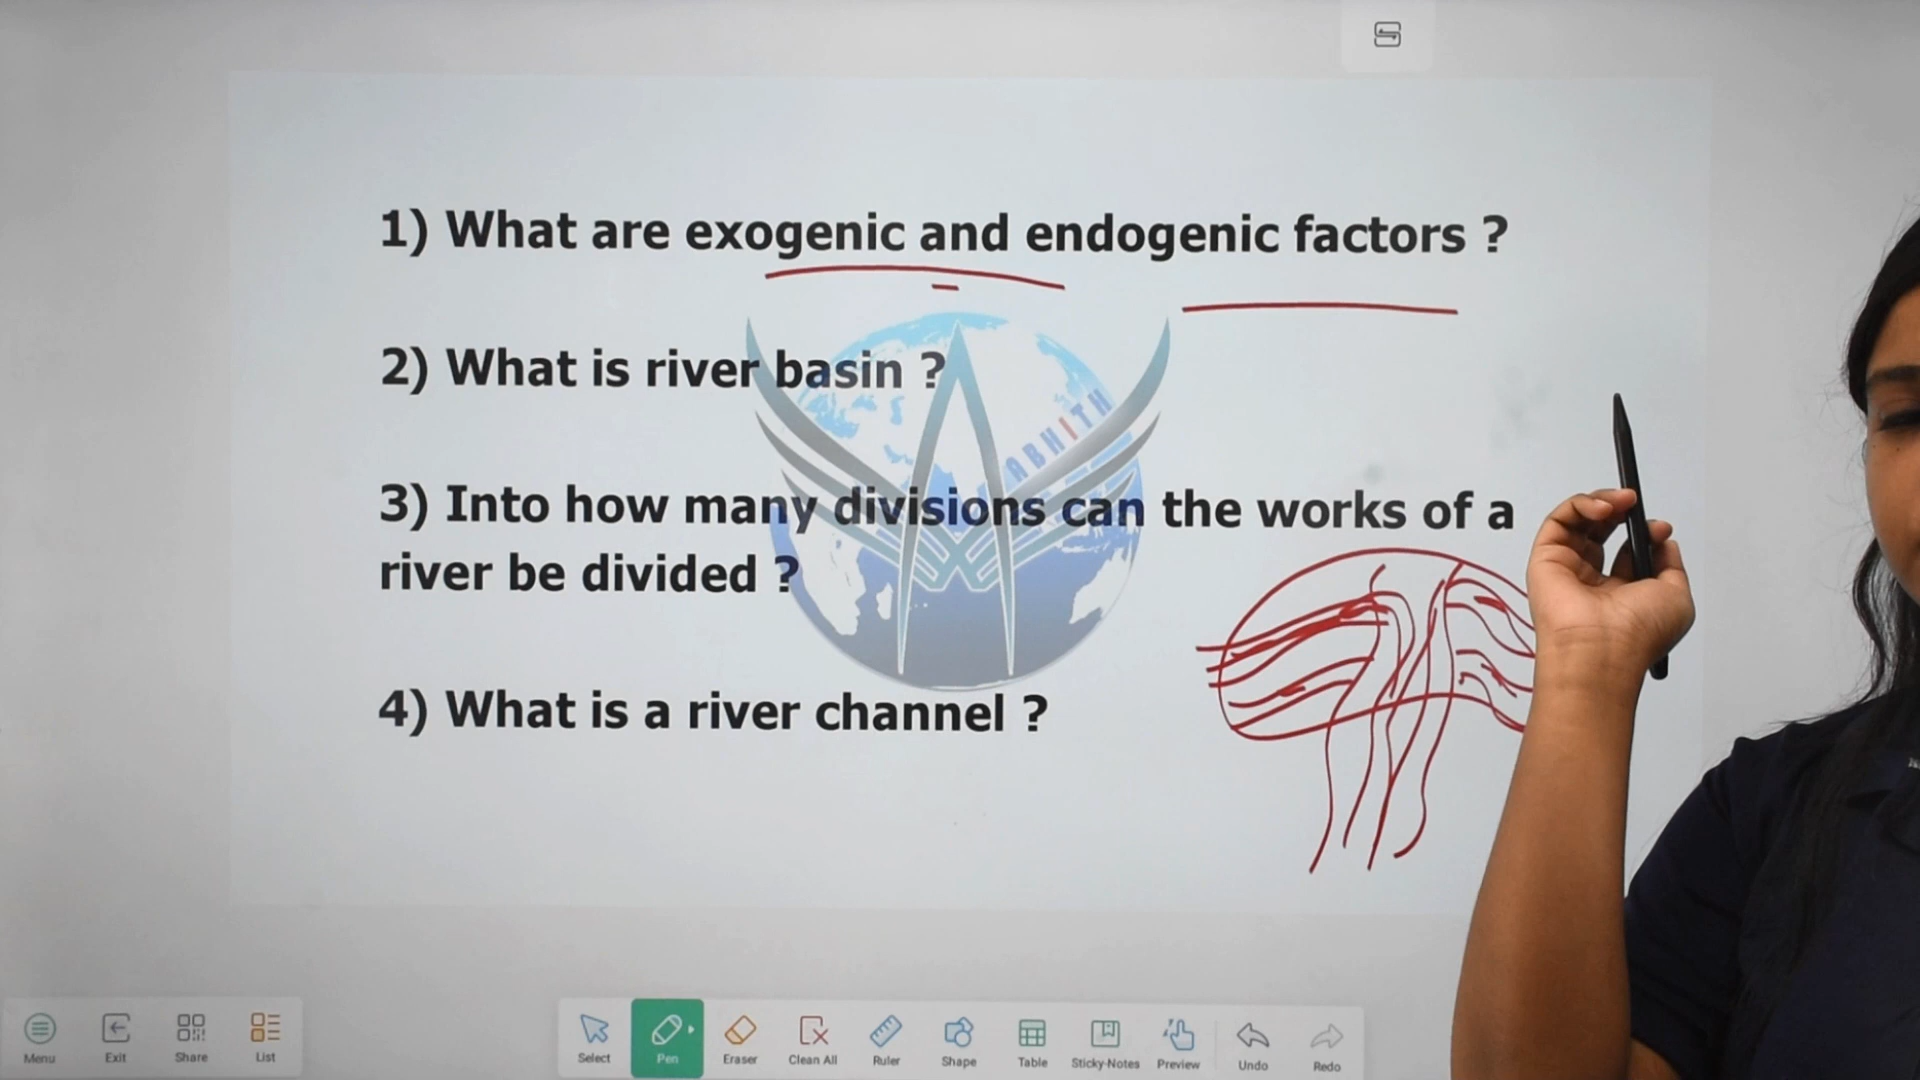 1) What are exogenic and endogenic factors ?
2) What is river basin ?
ABHITH
3) Into how many divisions can the works of a
river be divided ?
4) What is a river channel ?
Menu Exit Share List Select Pen Eraser Clean All Ruler Shape Table Sticky-Notes Preview Undo Redo